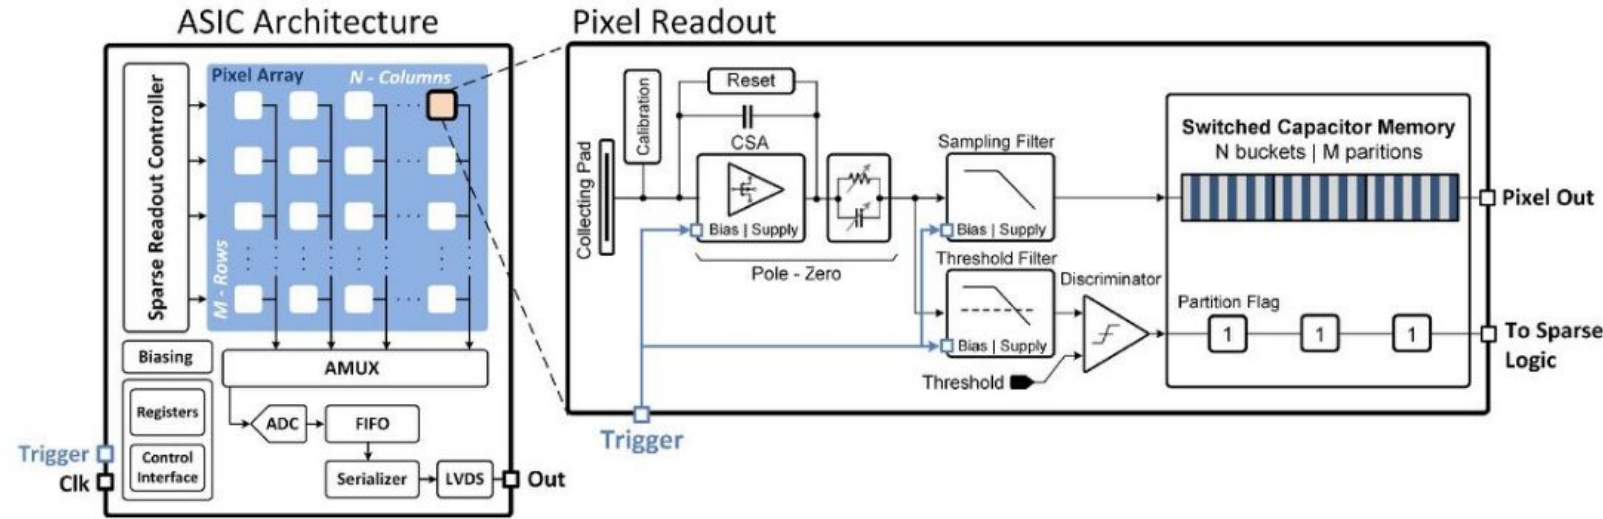 ASIC Architecture
Sparse Readout Controller
Pixel Array
N - Columns
M - Rows
Biasing
AMUX
Registers
Control
Interface
ADC
FIFO
Serializer
LVDS
Out
Trigger
Clk
Pixel Readout
Collecting Pad
Calibration
Reset
CSA
Bias | Supply
Pole - Zero
Sampling Filter
Bias | Supply
Threshold Filter
Bias | Supply
Discriminator
Threshold
Trigger
Switched Capacitor Memory
N buckets | M paritions
Partition Flag
1 1 1
Pixel Out
To Sparse
Logic